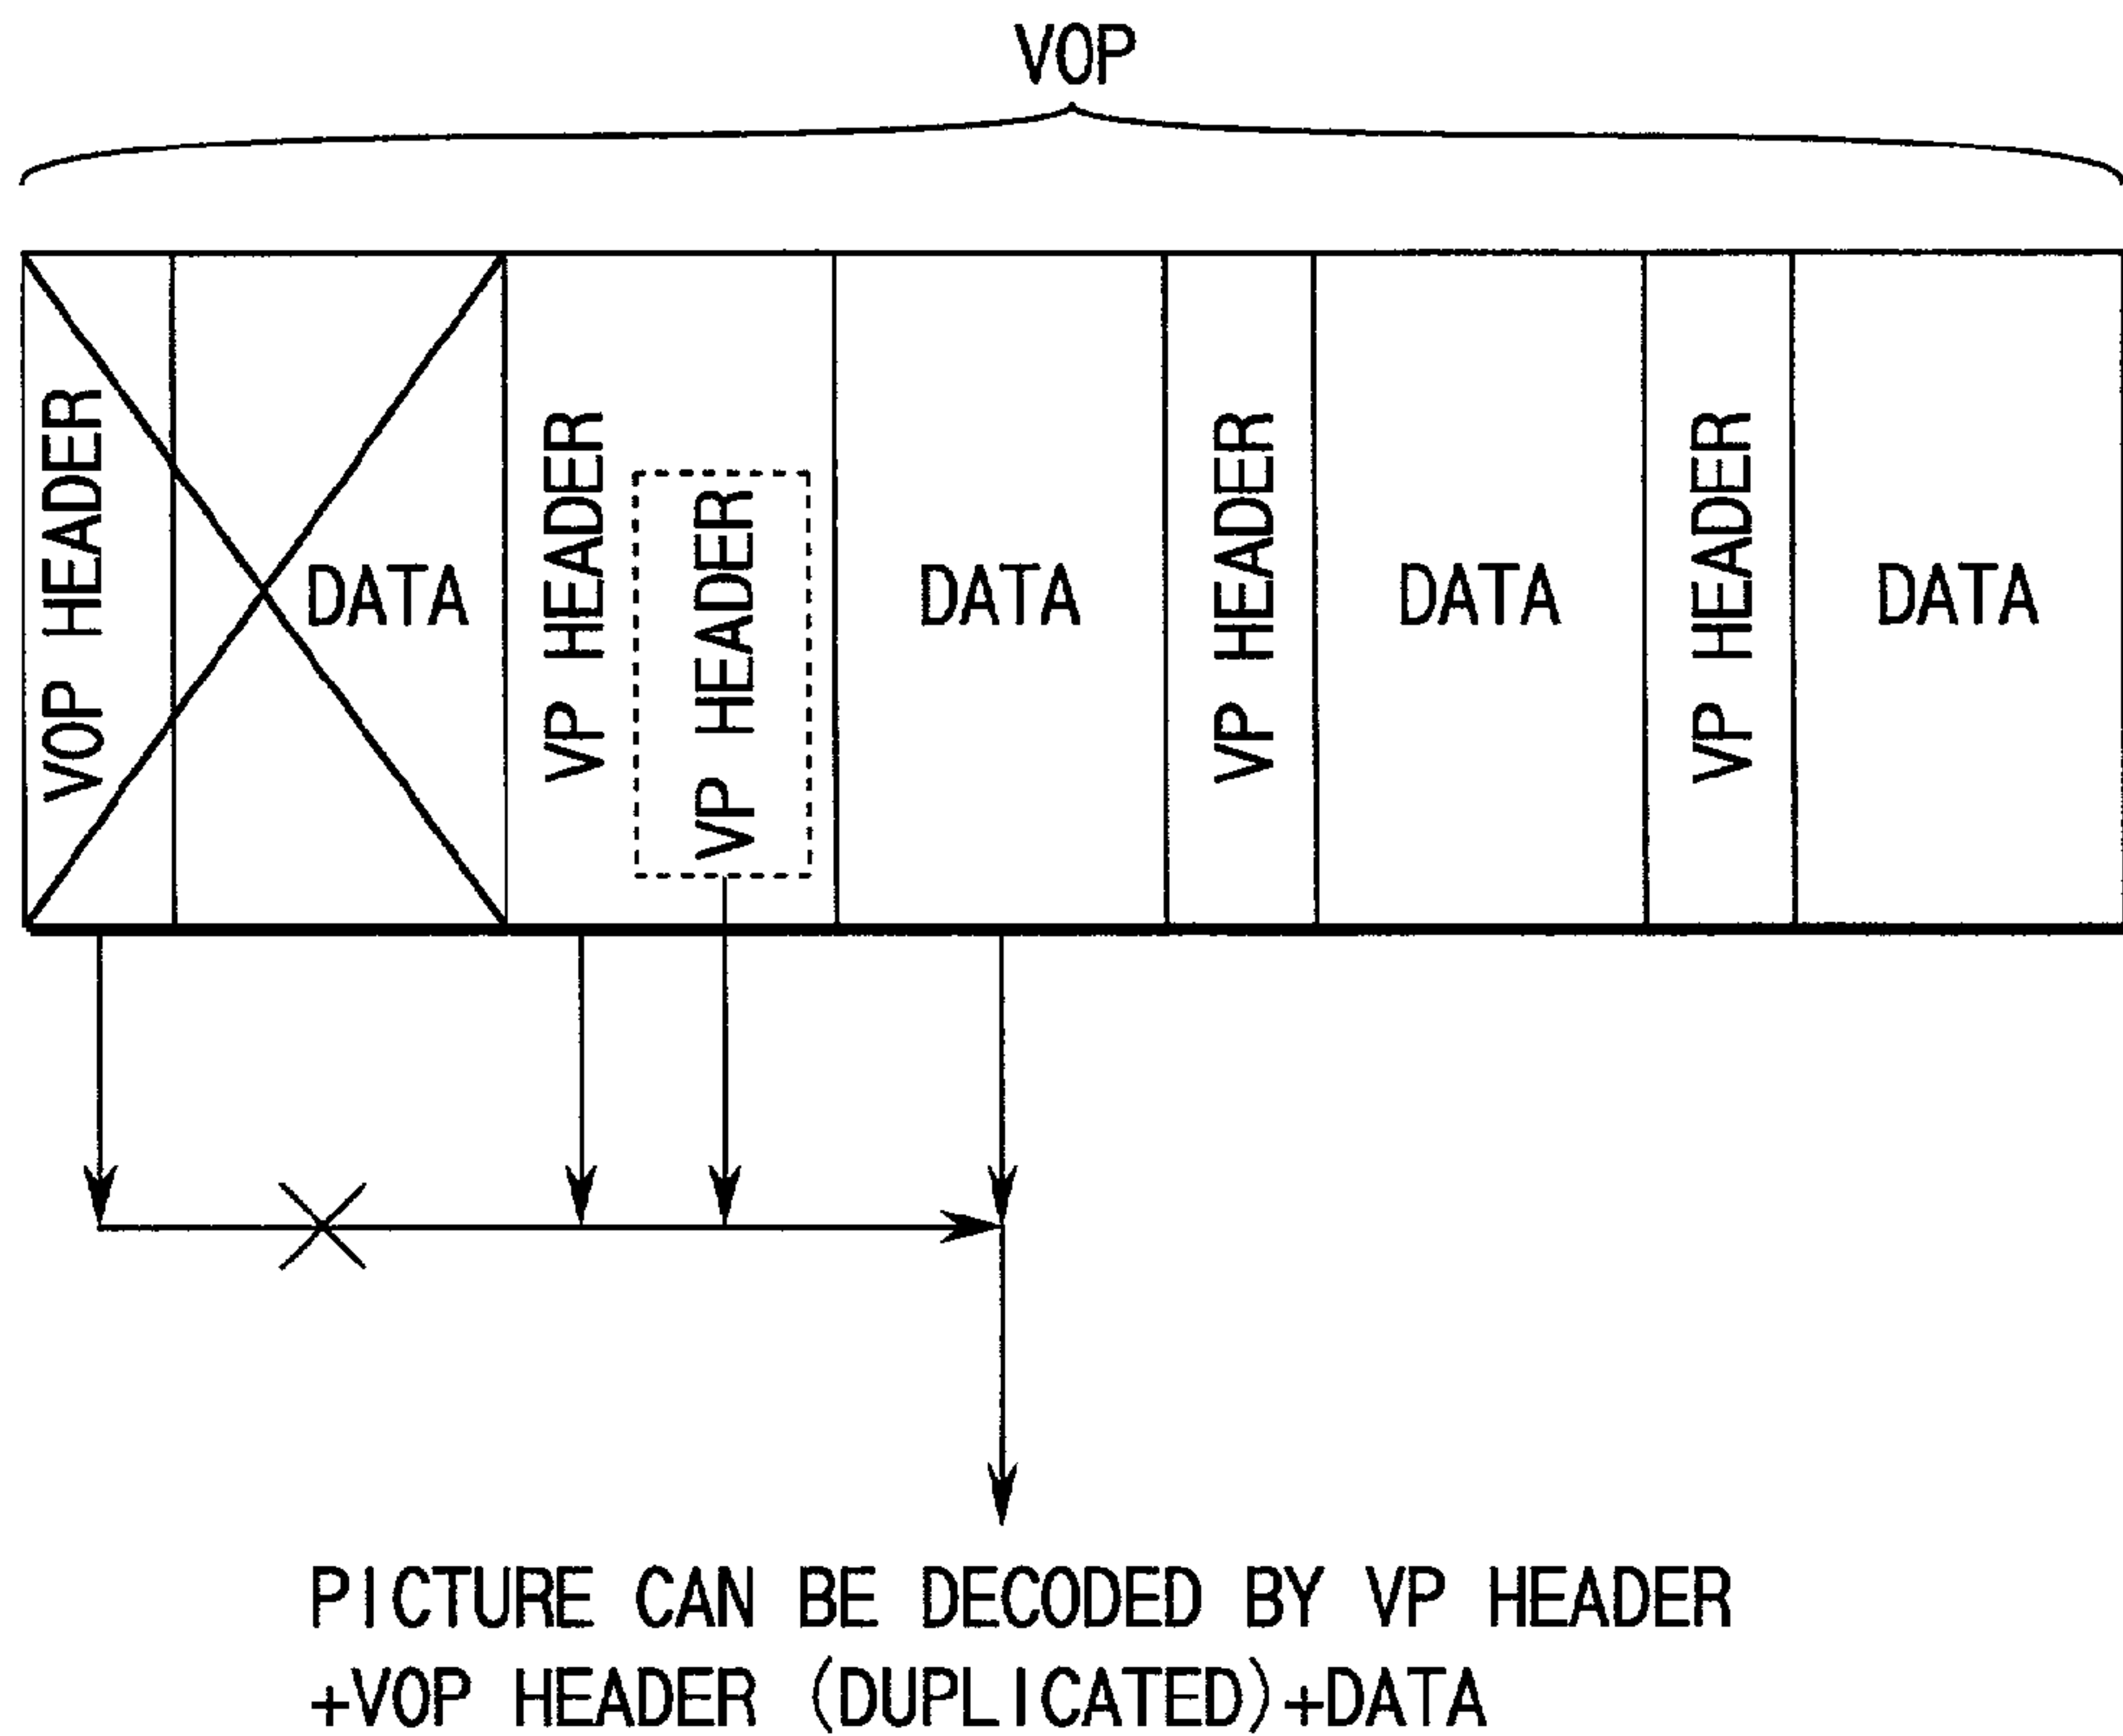 VOP
VOP HEADER
DATA
VP HEADER
VP HEADER
DATA
VP HEADER
DATA
VP HEADER
DATA
PICTURE CAN BE DECODED BY VP HEADER
+VOP HEADER (DUPLICATED)+DATA